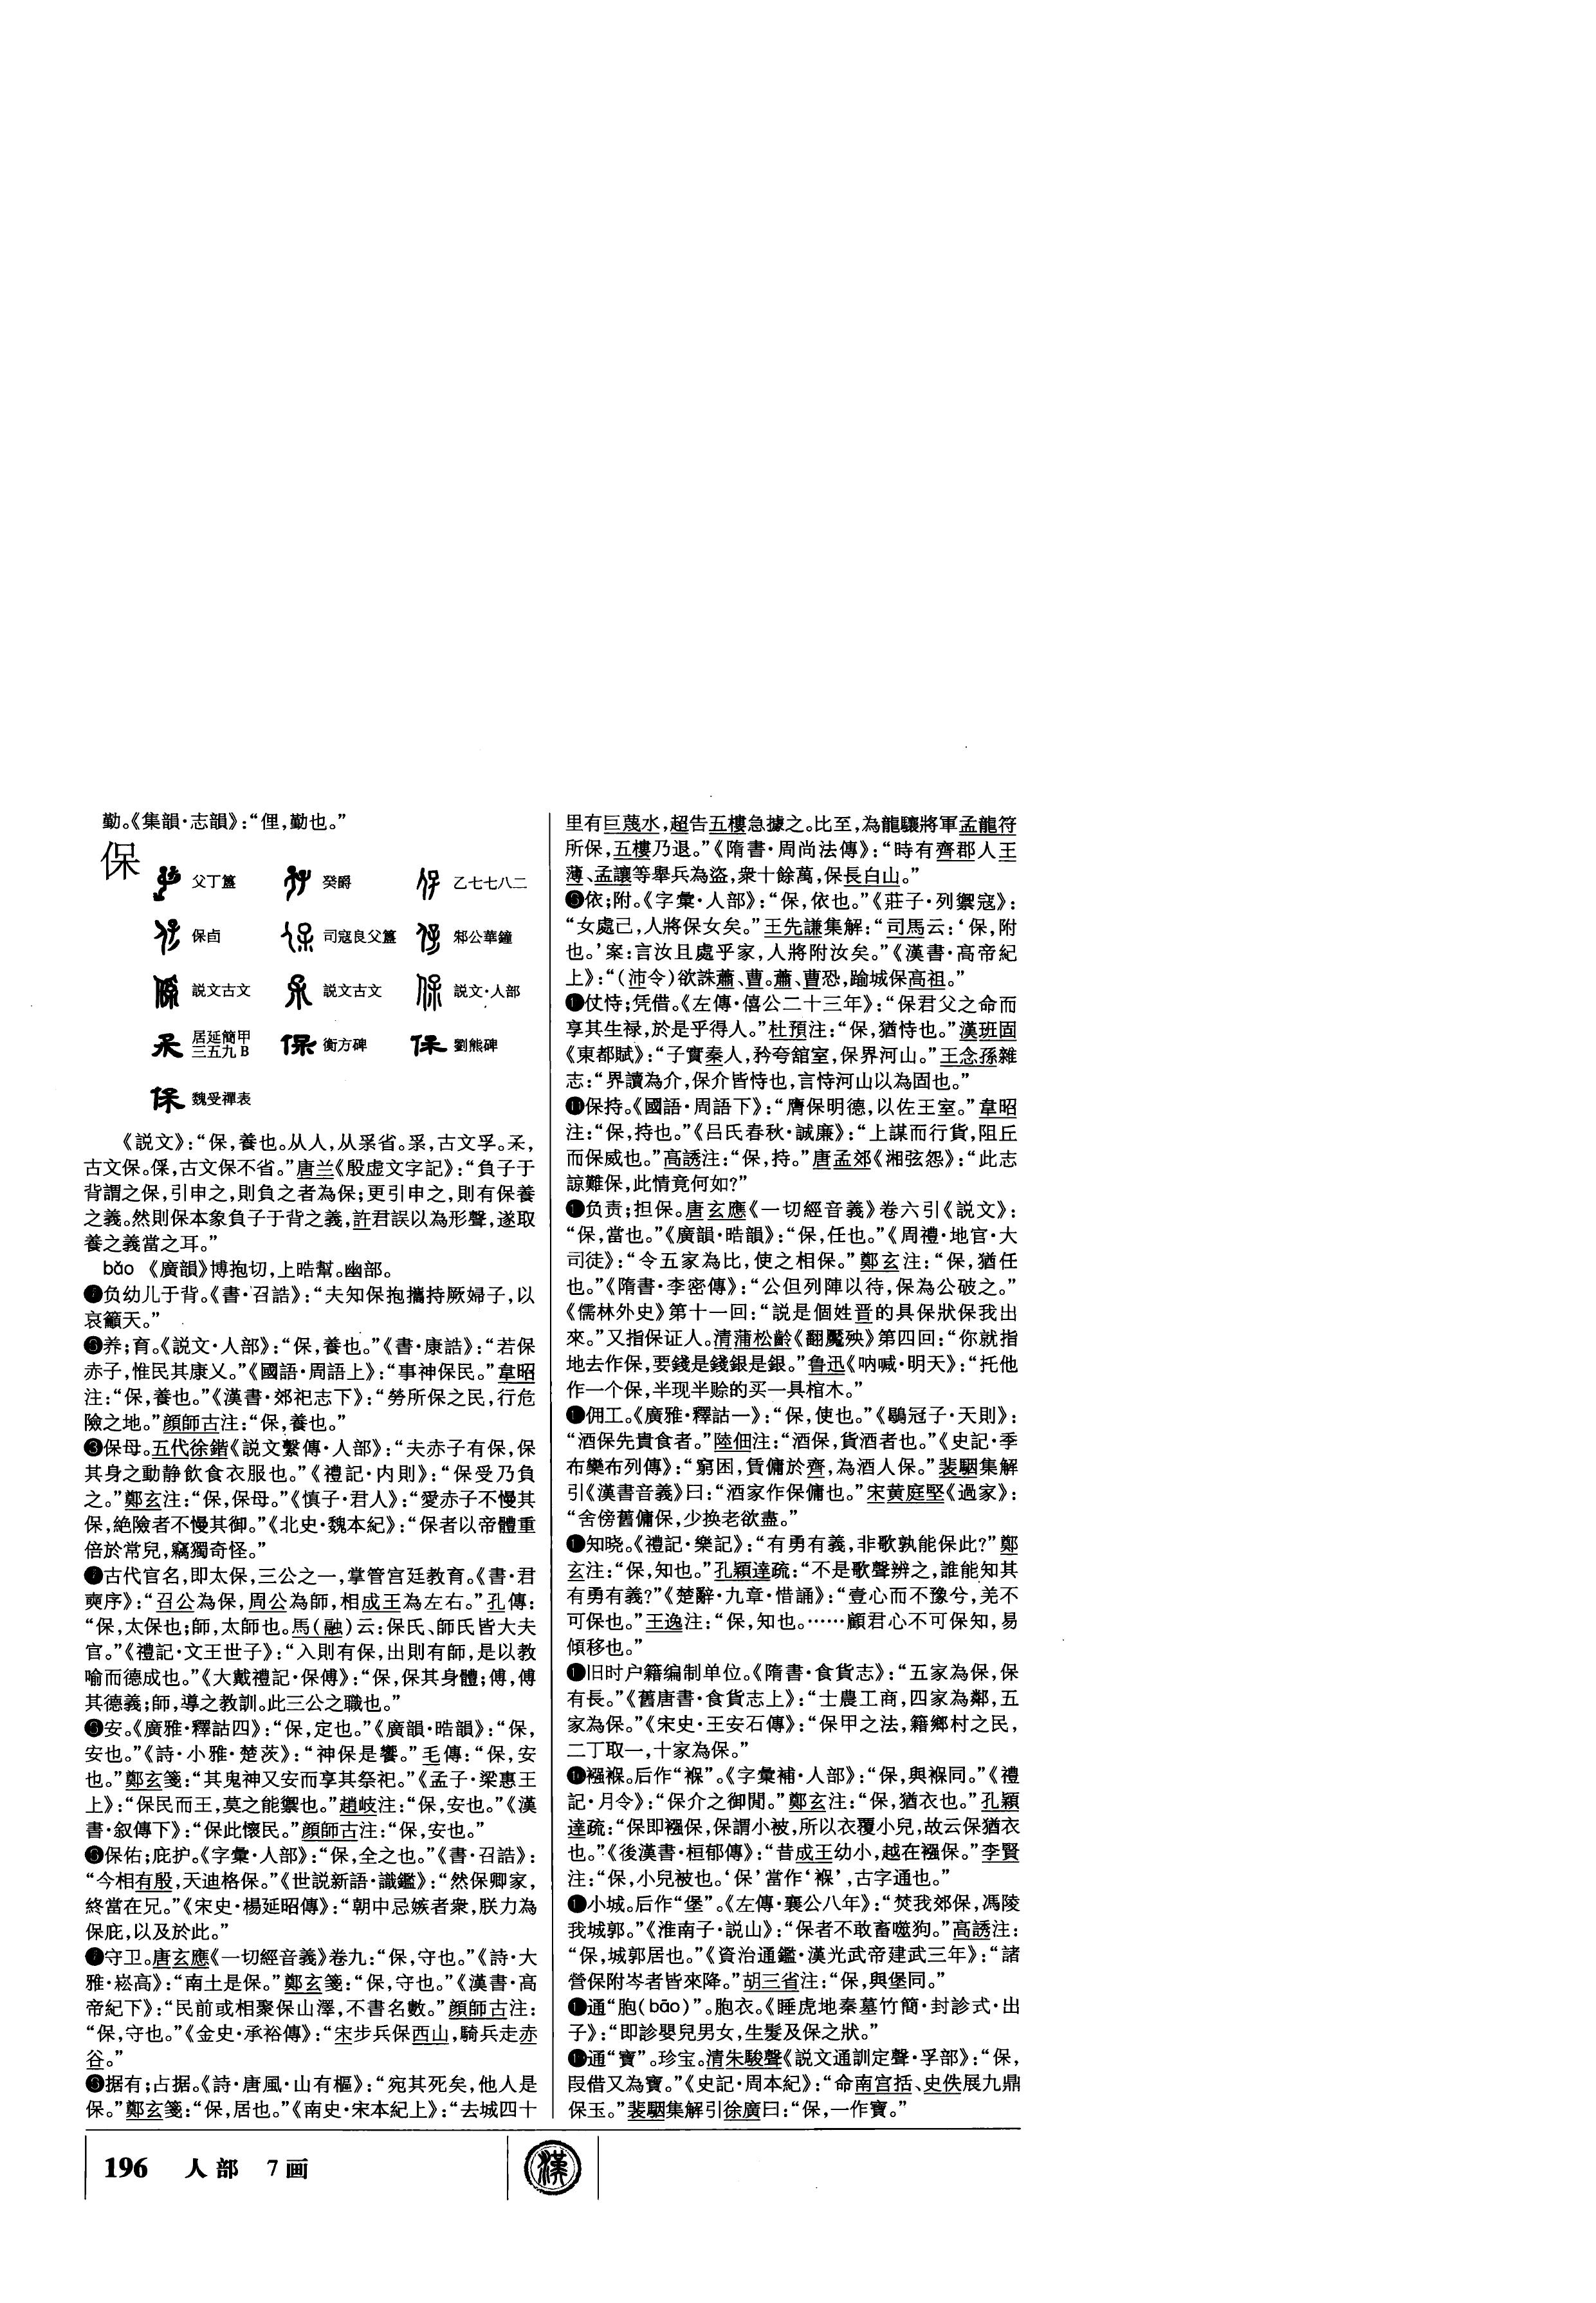 勤。《集韻·志韻》：“俚，勤也。”
保
父丁簋 癸爵 乙七七八二
保卣 司寇良父簋 邾公華鐘
説文古文 説文古文 説文·人部
居延簡甲三五九B 衡方碑 劉熊碑
魏受禪表
《説文》：“保，養也。从人，从𤓽省。𤓽，古文孚。𤓯，
古文保。𠊻，古文保不省。”唐兰《殷虚文字記》：“負子于
背謂之保，引申之，則負之者為保；更引申之，則有保養
之義。然則保本象負子于背之義，許君誤以為形聲，遂取
養之義當之耳。”
bǎo 《廣韻》博抱切，上晧幫。幽部。
❶负幼儿于背。《書·召誥》：“夫知保抱攜持厥婦子，以
哀籲天。”
❷养；育。《説文·人部》：“保，養也。”《書·康誥》：“若保
赤子，惟民其康乂。”《國語·周語上》：“事神保民。”韋昭
注：“保，養也。”《漢書·郊祀志下》：“勞所保之民，行危
險之地。”顔師古注：“保，養也。”
❸保母。五代徐鍇《説文繫傳·人部》：“夫赤子有保，保
其身之動静飲食衣服也。”《禮記·内則》：“保受乃負
之。”鄭玄注：“保，保母。”《慎子·君人》：“愛赤子不慢其
保，絶險者不慢其御。”《北史·魏本紀》：“保者以帝體重
倍於常兒，竊獨奇怪。”
❹古代官名，即太保，三公之一，掌管宫廷教育。《書·君
奭序》：“召公為保，周公為師，相成王為左右。”孔傳：
“保，太保也；師，太師也。馬（融）云：保氏、師氏皆大夫
官。”《禮記·文王世子》：“入則有保，出則有師，是以教
喻而德成也。”《大戴禮記·保傅》：“保，保其身體；傅，傅
其德義；師，導之教訓。此三公之職也。”
❺安。《廣雅·釋詁四》：“保，定也。”《廣韻·晧韻》：“保，
安也。”《詩·小雅·楚茨》：“神保是饗。”毛傳：“保，安
也。”鄭玄箋：“其鬼神又安而享其祭祀。”《孟子·梁惠王
上》：“保民而王，莫之能禦也。”趙岐注：“保，安也。”《漢
書·叙傳下》：“保此懷民。”顔師古注：“保，安也。”
❻保佑；庇护。《字彙·人部》：“保，全之也。”《書·召誥》：
“今相有殷，天迪格保。”《世説新語·識鑑》：“然保卿家，
終當在兄。”《宋史·楊延昭傳》：“朝中忌嫉者衆，朕力為
保庇，以及於此。”
❼守卫。唐玄應《一切經音義》卷九：“保，守也。”《詩·大
雅·崧高》：“南土是保。”鄭玄箋：“保，守也。”《漢書·高
帝紀下》：“民前或相聚保山澤，不書名數。”顔師古注：
“保，守也。”《金史·承裕傳》：“宋步兵保西山，騎兵走赤
谷。”
❽据有；占据。《詩·唐風·山有樞》：“宛其死矣，他人是
保。”鄭玄箋：“保，居也。”《南史·宋本紀上》：“去城四十
里有巨蔑水，超告五樓急據之。比至，為龍驤將軍孟龍符
所保，五樓乃退。”《隋書·周尚法傳》：“時有齊郡人王
薄、孟讓等舉兵為盜，衆十餘萬，保長白山。”
❾依；附。《字彙·人部》：“保，依也。”《莊子·列禦寇》：
“女處己，人將保女矣。”王先謙集解：“司馬云：‘保，附
也。’案：言汝且處乎家，人將附汝矣。”《漢書·高帝紀
上》：“（沛令）欲誅蕭、曹。蕭、曹恐，踰城保高祖。”
❿仗恃；凭借。《左傳·僖公二十三年》：“保君父之命而
享其生禄，於是乎得人。”杜預注：“保，猶恃也。”漢班固
《東都賦》：“子實秦人，矜夸舘室，保界河山。”王念孫雜
志：“界讀為介，保介皆恃也，言恃河山以為固也。”
⓫保持。《國語·周語下》：“膺保明德，以佐王室。”韋昭
注：“保，持也。”《吕氏春秋·誠廉》：“上謀而行貨，阻丘
而保威也。”高誘注：“保，持。”唐孟郊《湘弦怨》：“此志
諒難保，此情竟何如？”
⓬负责；担保。唐玄應《一切經音義》卷六引《説文》：
“保，當也。”《廣韻·晧韻》：“保，任也。”《周禮·地官·大
司徒》：“令五家為比，使之相保。”鄭玄注：“保，猶任
也。”《隋書·李密傳》：“公但列陣以待，保為公破之。”
《儒林外史》第十一回：“説是個姓晋的具保狀保我出
來。”又指保证人。清蒲松齡《翻魘殃》第四回：“你就指
地去作保，要錢是錢銀是銀。”鲁迅《呐喊·明天》：“托他
作一个保，半现半赊的买一具棺木。”
⓭佣工。《廣雅·釋詁一》：“保，使也。”《鶡冠子·天則》：
“酒保先貴食者。”陸佃注：“酒保，貨酒者也。”《史記·季
布欒布列傳》：“窮困，賃傭於齊，為酒人保。”裴駰集解
引《漢書音義》曰：“酒家作保傭也。”宋黄庭堅《過家》：
“舍傍舊傭保，少换老欲盡。”
⓮知晓。《禮記·樂記》：“有勇有義，非歌孰能保此？”鄭
玄注：“保，知也。”孔穎達疏：“不是歌聲辨之，誰能知其
有勇有義？”《楚辭·九章·惜誦》：“壹心而不豫兮，羌不
可保也。”王逸注：“保，知也。……顧君心不可保知，易
傾移也。”
⓯旧时户籍编制单位。《隋書·食貨志》：“五家為保，保
有長。”《舊唐書·食貨志上》：“士農工商，四家為鄰，五
家為保。”《宋史·王安石傳》：“保甲之法，籍鄉村之民，
二丁取一，十家為保。”
⓰襁褓。后作“褓”。《字彙補·人部》：“保，與褓同。”《禮
記·月令》：“保介之御閒。”鄭玄注：“保，猶衣也。”孔穎
達疏：“保即襁保，保謂小被，所以衣覆小兒，故云保猶衣
也。”《後漢書·桓郁傳》：“昔成王幼小，越在襁保。”李賢
注：“保，小兒被也。‘保’當作‘褓’，古字通也。”
⓱小城。后作“堡”。《左傳·襄公八年》：“焚我郊保，馮陵
我城郭。”《淮南子·説山》：“保者不敢畜噬狗。”高誘注：
“保，城郭居也。”《資治通鑑·漢光武帝建武三年》：“諸
營保附岑者皆來降。”胡三省注：“保，與堡同。”
⓲通“胞（bāo）”。胞衣。《睡虎地秦墓竹簡·封診式·出
子》：“即診嬰兒男女，生髮及保之狀。”
⓳通“寶”。珍宝。清朱駿聲《説文通訓定聲·孚部》：“保，
叚借又為寶。”《史記·周本紀》：“命南宫括、史佚展九鼎
保玉。”裴駰集解引徐廣曰：“保，一作寶。”
196 人部 7画
漢